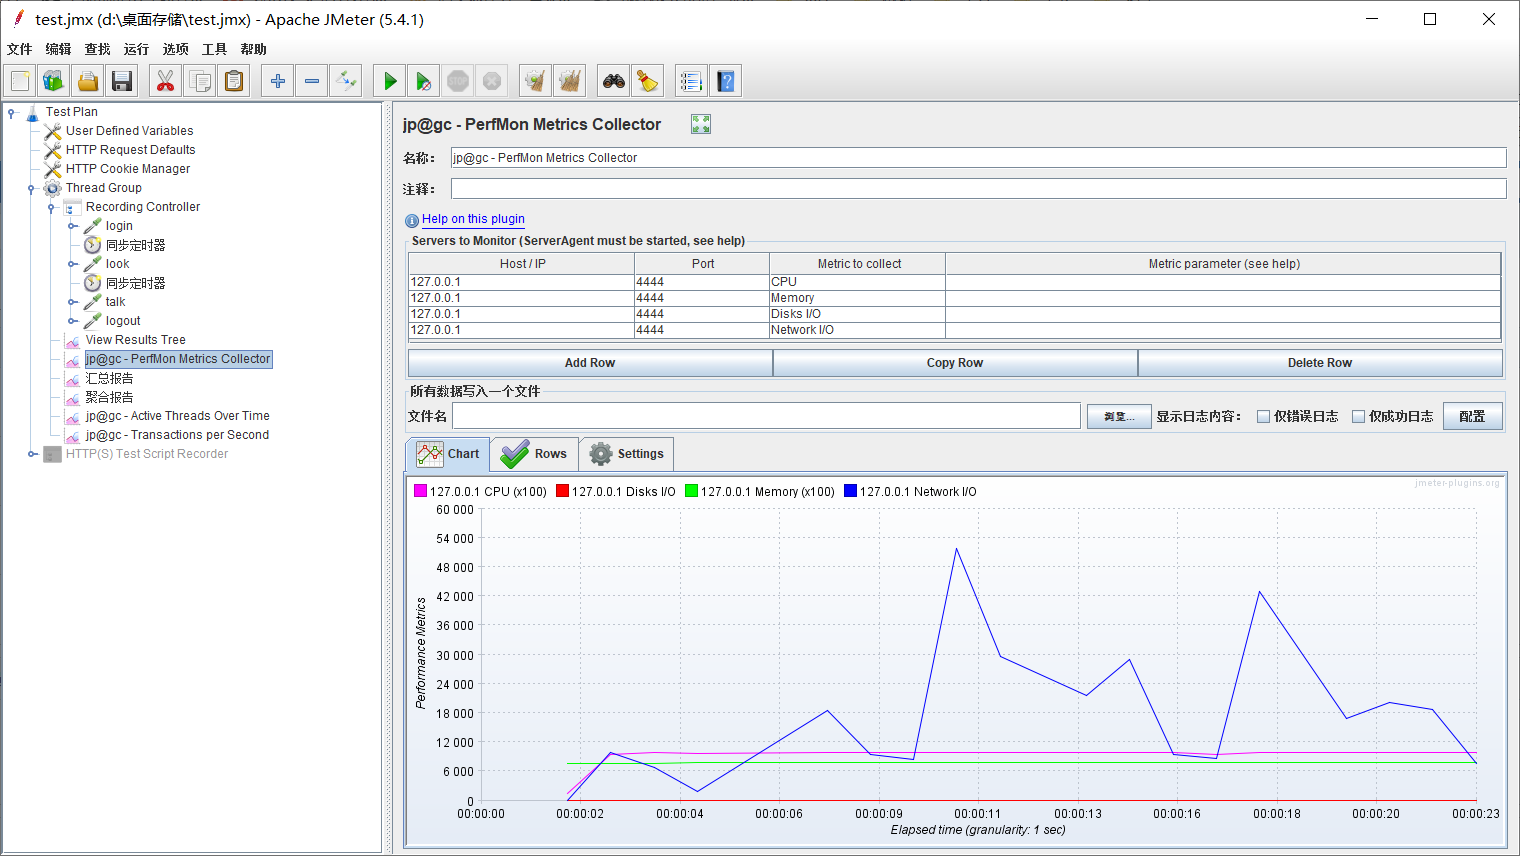 test.jmx (d:\桌面存储\test.jmx) - Apache JMeter (5.4.1)
文件 编辑 查找 运行 选项 工具 帮助
STOP
Test Plan
User Defined Variables
HTTP Request Defaults
HTTP Cookie Manager
Thread Group
Recording Controller
login
同步定时器
look
同步定时器
talk
logout
View Results Tree
jp@gc - PerfMon Metrics Collector
汇总报告
聚合报告
jp@gc - Active Threads Over Time
jp@gc - Transactions per Second
HTTP(S) Test Script Recorder
jp@gc - PerfMon Metrics Collector
名称： jp@gc - PerfMon Metrics Collector
注释：
Help on this plugin
Servers to Monitor (ServerAgent must be started, see help)
Host / IP Port Metric to collect Metric parameter (see help)
127.0.0.1 4444 CPU
127.0.0.1 4444 Memory
127.0.0.1 4444 Disks I/O
127.0.0.1 4444 Network I/O
Add Row Copy Row Delete Row
所有数据写入一个文件
文件名 浏览... 显示日志内容： 仅错误日志 仅成功日志 配置
Chart Rows Settings
jmeter-plugins.org
127.0.0.1 CPU (x100) 127.0.0.1 Disks I/O 127.0.0.1 Memory (x100) 127.0.0.1 Network I/O
60 000
54 000
48 000
42 000
36 000
30 000
24 000
18 000
12 000
6 000
0
Performance Metrics
00:00:00 00:00:02 00:00:04 00:00:06 00:00:09 00:00:11 00:00:13 00:00:16 00:00:18 00:00:20 00:00:23
Elapsed time (granularity: 1 sec)